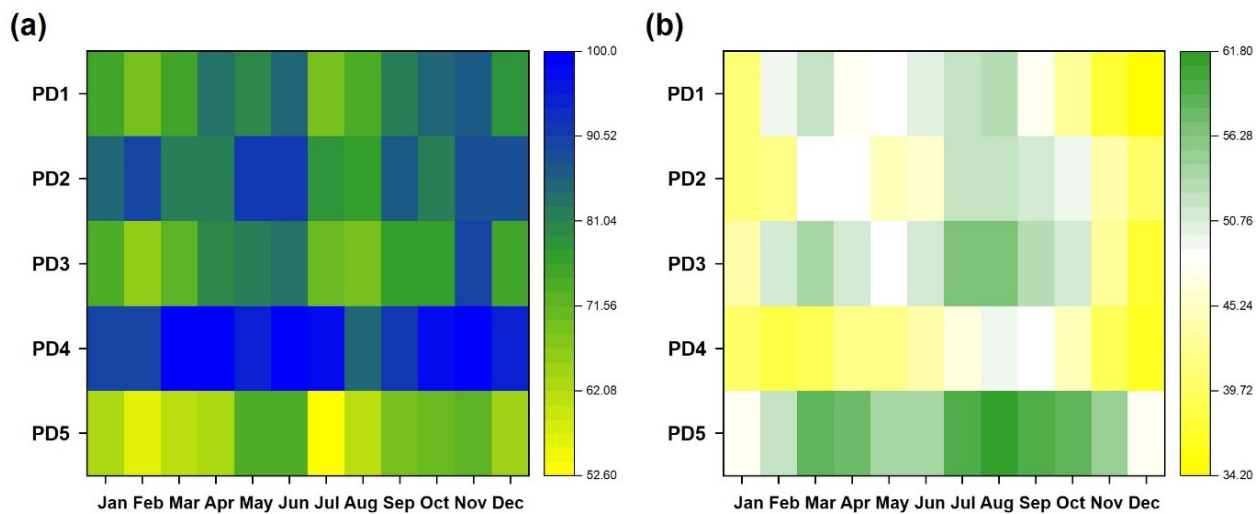 (a)
PD1
PD2
PD3
PD4
PD5
Jan Feb Mar Apr May Jun Jul Aug Sep Oct Nov Dec
100.0
90.52
81.04
71.56
62.08
52.60
(b)
PD1
PD2
PD3
PD4
PD5
Jan Feb Mar Apr May Jun Jul Aug Sep Oct Nov Dec
61.80
56.28
50.76
45.24
39.72
34.20